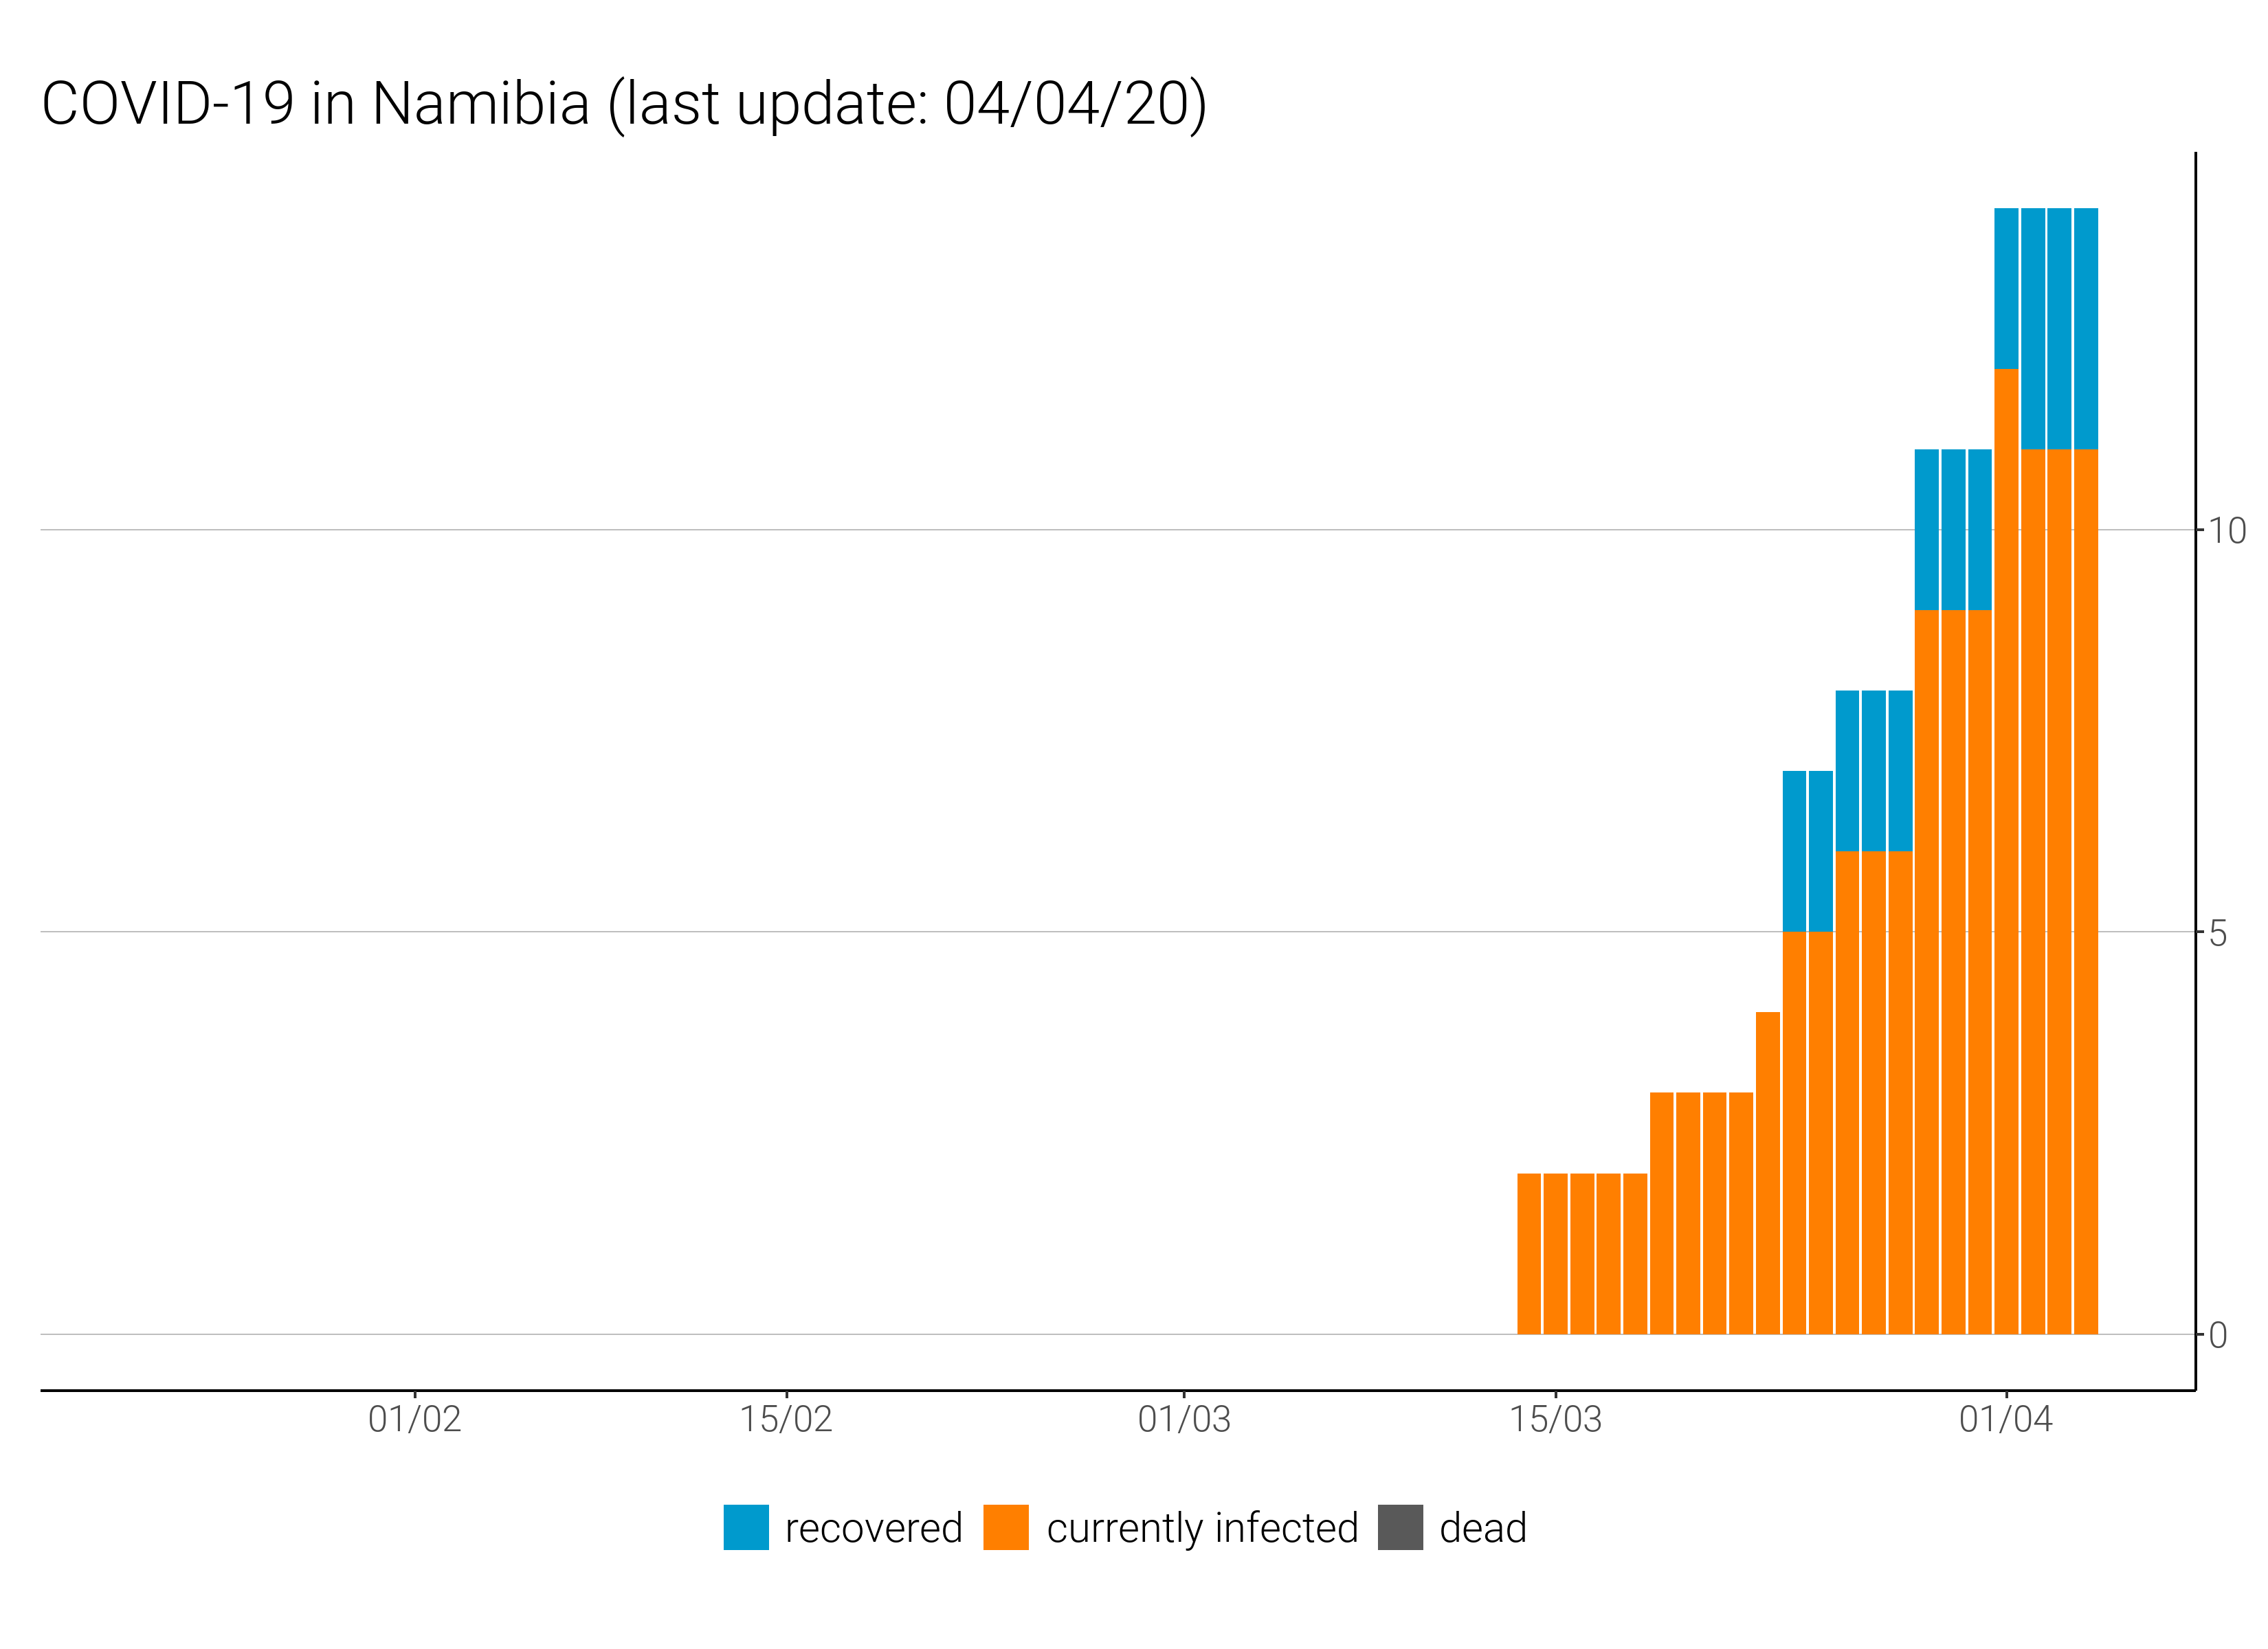 COVID-19 in Namibia (last update: 04/04/20)
10
5
0
01/02 15/02 01/03 15/03 01/04
recovered currently infected dead